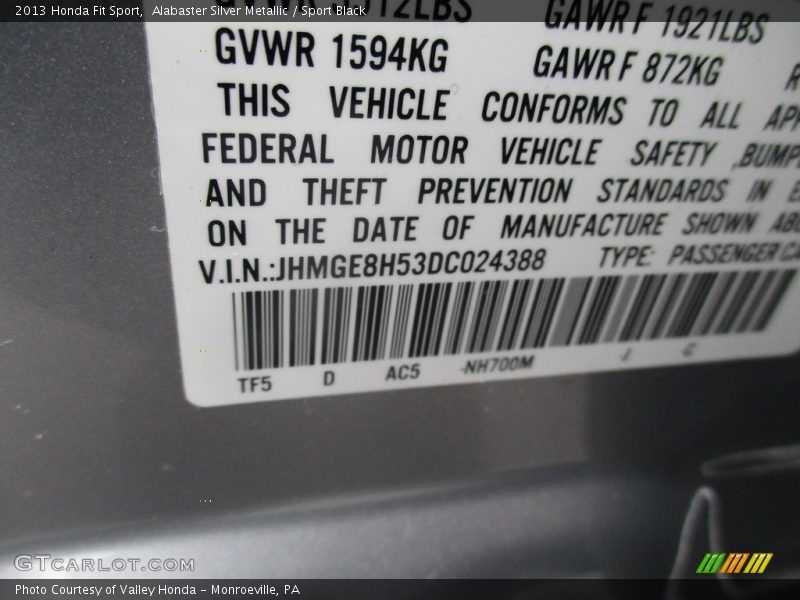 2013 Honda Fit Sport, Alabaster Silver Metallic / Sport Black
GAWR F 1921LBS
GVWR 1594KG GAWR F 872KG
THIS VEHICLE CONFORMS TO ALL
FEDERAL MOTOR VEHICLE SAFETY, BUMP
AND THEFT PREVENTION STANDARDS IN
ON THE DATE OF MANUFACTURE SHOWN
V.I.N.:JHMGE8H53DC024388 TYPE: PASSENGER
TF5 D AC5 -NH700M J C
GTCARLOT.COM
Photo Courtesy of Valley Honda - Monroeville, PA